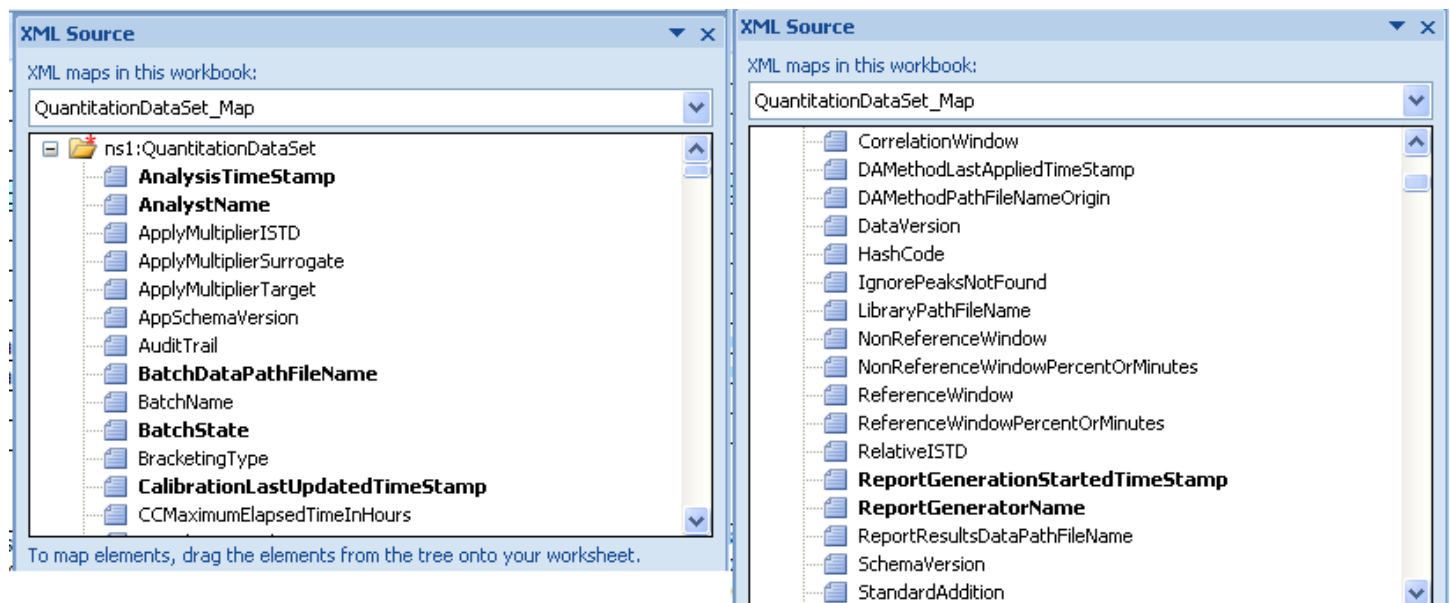 XML Source
XML maps in this workbook:
QuantitationDataSet_Map
ns1:QuantitationDataSet
AnalysisTimeStamp
AnalystName
ApplyMultiplierISTD
ApplyMultiplierSurrogate
ApplyMultiplierTarget
AppSchemaVersion
AuditTrail
BatchDataPathFileName
BatchName
BatchState
BracketingType
CalibrationLastUpdatedTimeStamp
CCMaximumElapsedTimeInHours
To map elements, drag the elements from the tree onto your worksheet.
XML Source
XML maps in this workbook:
QuantitationDataSet_Map
CorrelationWindow
DAMethodLastAppliedTimeStamp
DAMethodPathFileNameOrigin
DataVersion
HashCode
IgnorePeaksNotFound
LibraryPathFileName
NonReferenceWindow
NonReferenceWindowPercentOrMinutes
ReferenceWindow
ReferenceWindowPercentOrMinutes
RelativeISTD
ReportGenerationStartedTimeStamp
ReportGeneratorName
ReportResultsDataPathFileName
SchemaVersion
StandardAddition